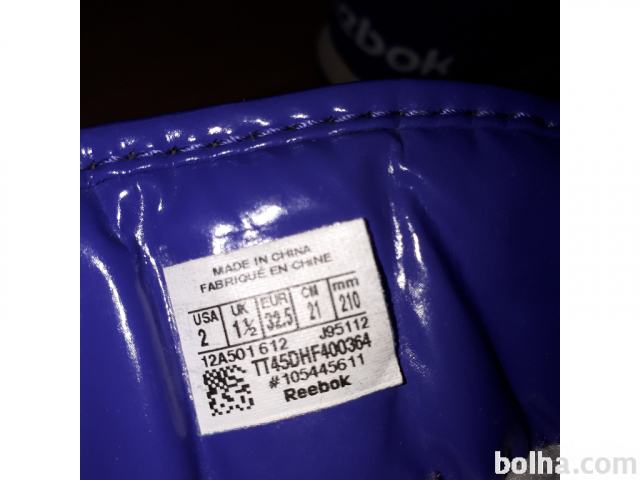 ebok
MADE IN CHINA
FABRIQUÉ EN CHINE
USA UK EUR CM mm
2 1½ 32.5 21 210
12A501612 J95112
TT45DHF400364
#105445611
Reebok
bolha.com